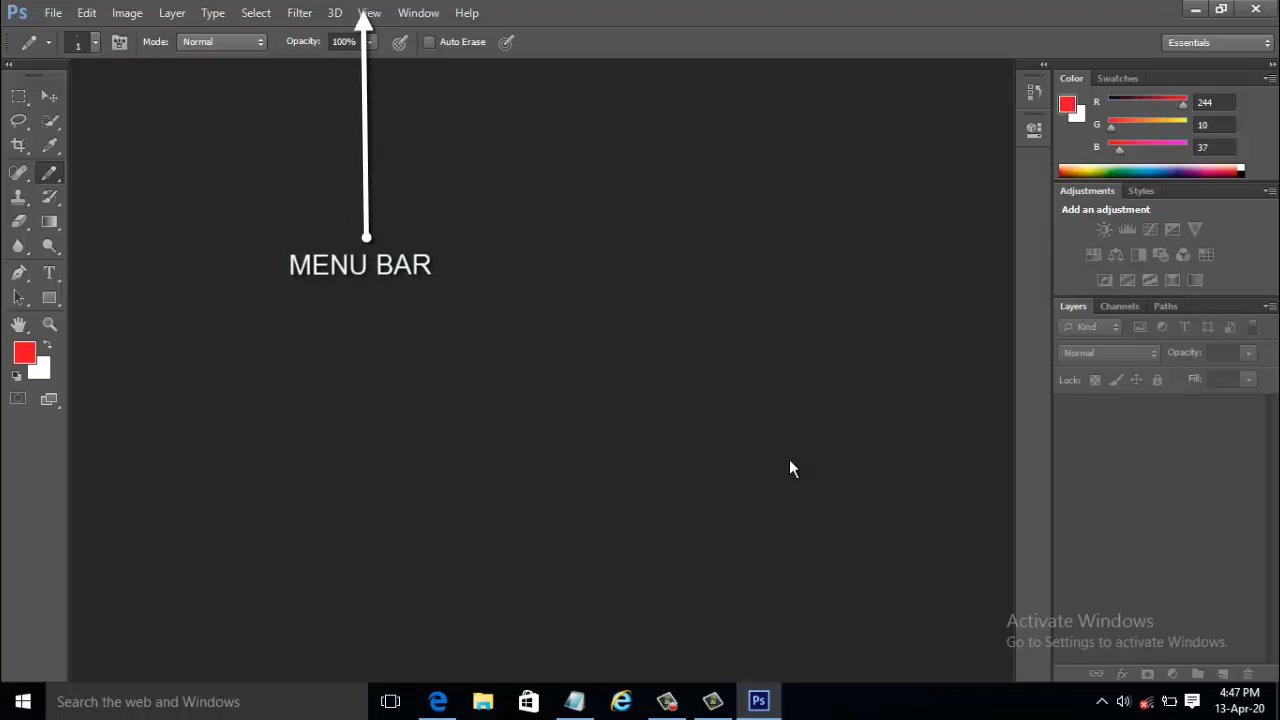 Ps File Edit Image Layer Type Select Filter 3D View Window Help
1 Mode: Normal Opacity: 100% Auto Erase Essentials
Color Swatches
R 244
G 10
B 37
Adjustments Styles
Add an adjustment
MENU BAR
Layers Channels Paths
Kind
Normal Opacity:
Lock: Fill:
Activate Windows
Go to Settings to activate Windows.
Search the web and Windows
Ps
4:47 PM
13-Apr-20